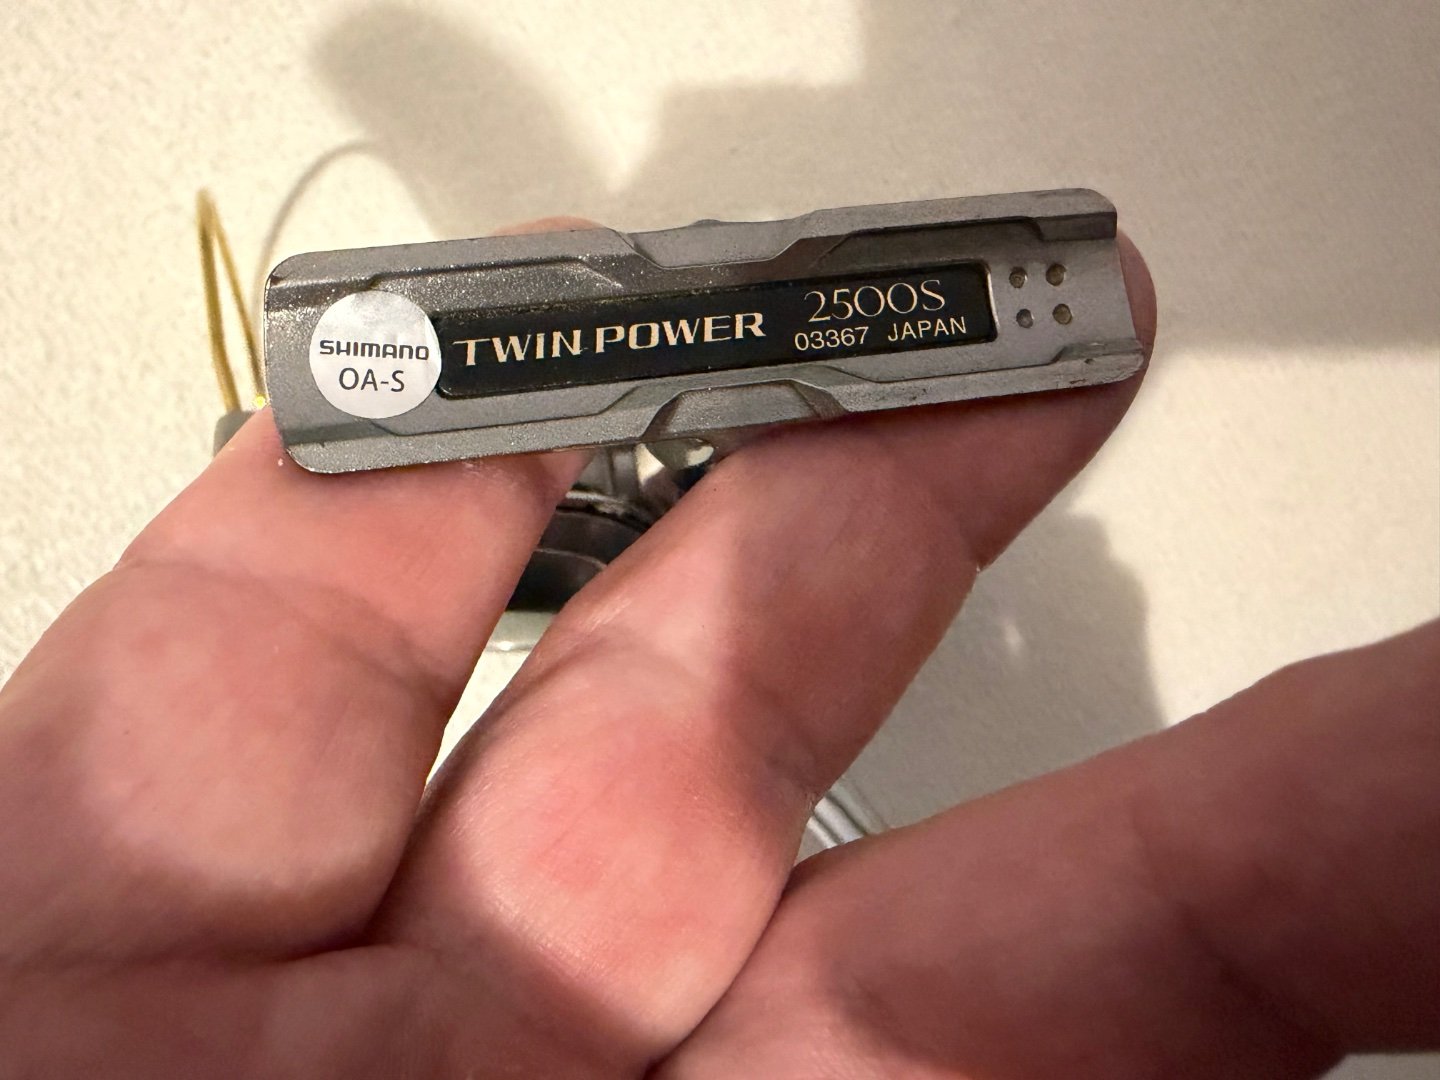 SHIMANO
OA-S
TWIN POWER
2500S
03367 JAPAN